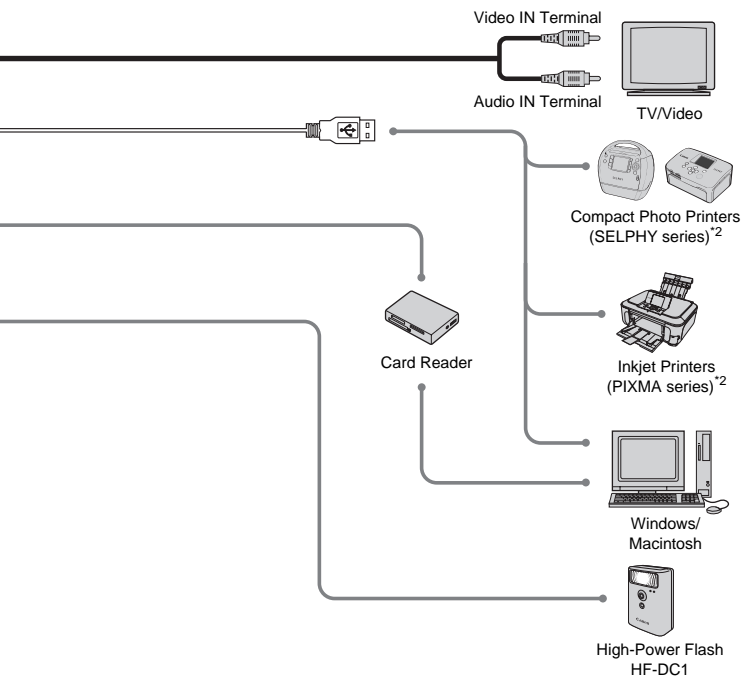 Video IN Terminal
Audio IN Terminal
TV/Video
Compact Photo Printers
(SELPHY series)*2
Card Reader
Inkjet Printers
(PIXMA series)*2
Windows/
Macintosh
Canon
High-Power Flash
HF-DC1